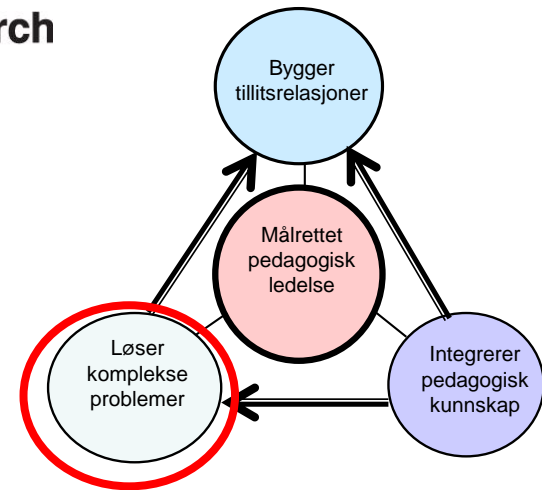 rch
Bygger
tillitsrelasjoner
Målrettet
pedagogisk
ledelse
Løser
komplekse
problemer
Integrerer
pedagogisk
kunnskap